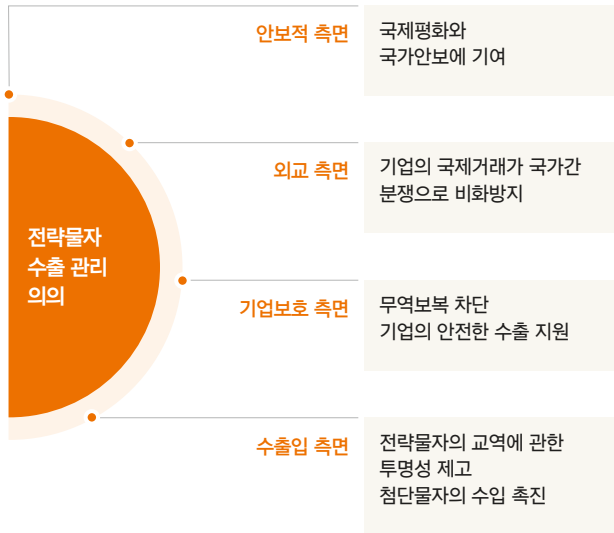 전략물자
수출 관리
의의
안보적 측면
국제평화와
국가안보에 기여
외교 측면
기업의 국제거래가 국가간
분쟁으로 비화방지
기업보호 측면
무역보복 차단
기업의 안전한 수출 지원
수출입 측면
전략물자의 교역에 관한
투명성 제고
첨단물자의 수입 촉진